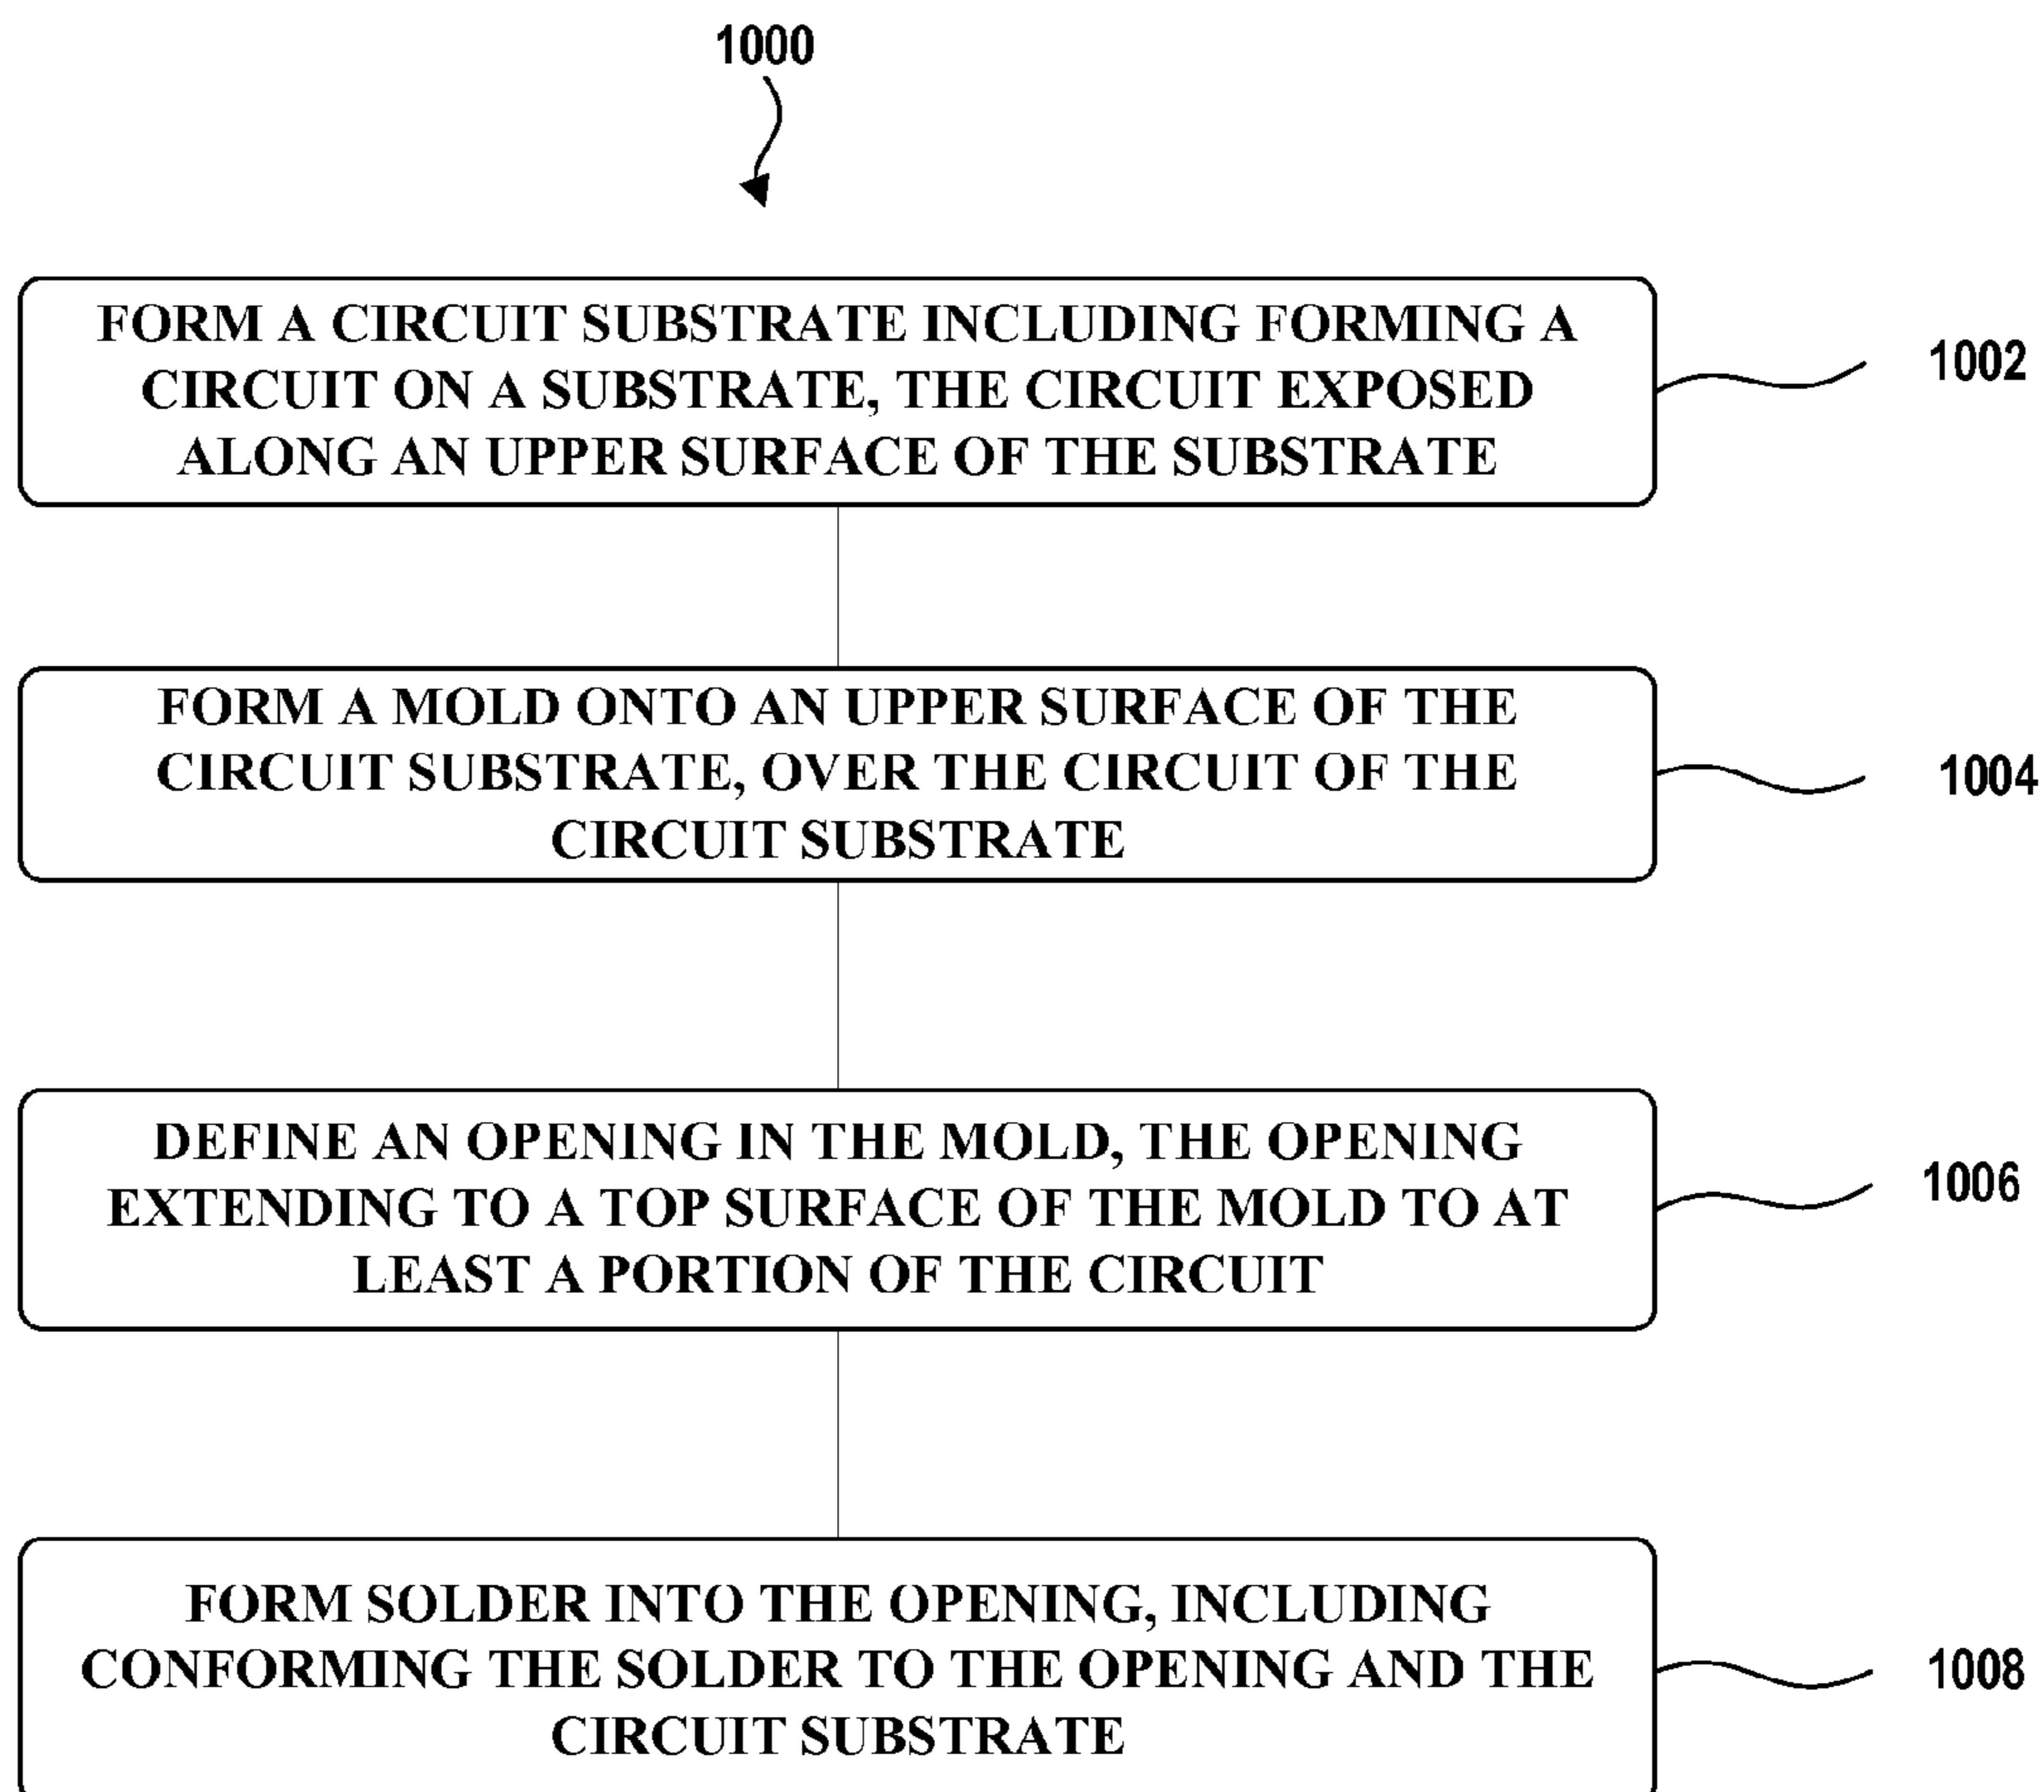 1000
FORM A CIRCUIT SUBSTRATE INCLUDING FORMING A
CIRCUIT ON A SUBSTRATE, THE CIRCUIT EXPOSED
ALONG AN UPPER SURFACE OF THE SUBSTRATE
1002
FORM A MOLD ONTO AN UPPER SURFACE OF THE
CIRCUIT SUBSTRATE, OVER THE CIRCUIT OF THE
CIRCUIT SUBSTRATE
1004
DEFINE AN OPENING IN THE MOLD, THE OPENING
EXTENDING TO A TOP SURFACE OF THE MOLD TO AT
LEAST A PORTION OF THE CIRCUIT
1006
FORM SOLDER INTO THE OPENING, INCLUDING
CONFORMING THE SOLDER TO THE OPENING AND THE
CIRCUIT SUBSTRATE
1008